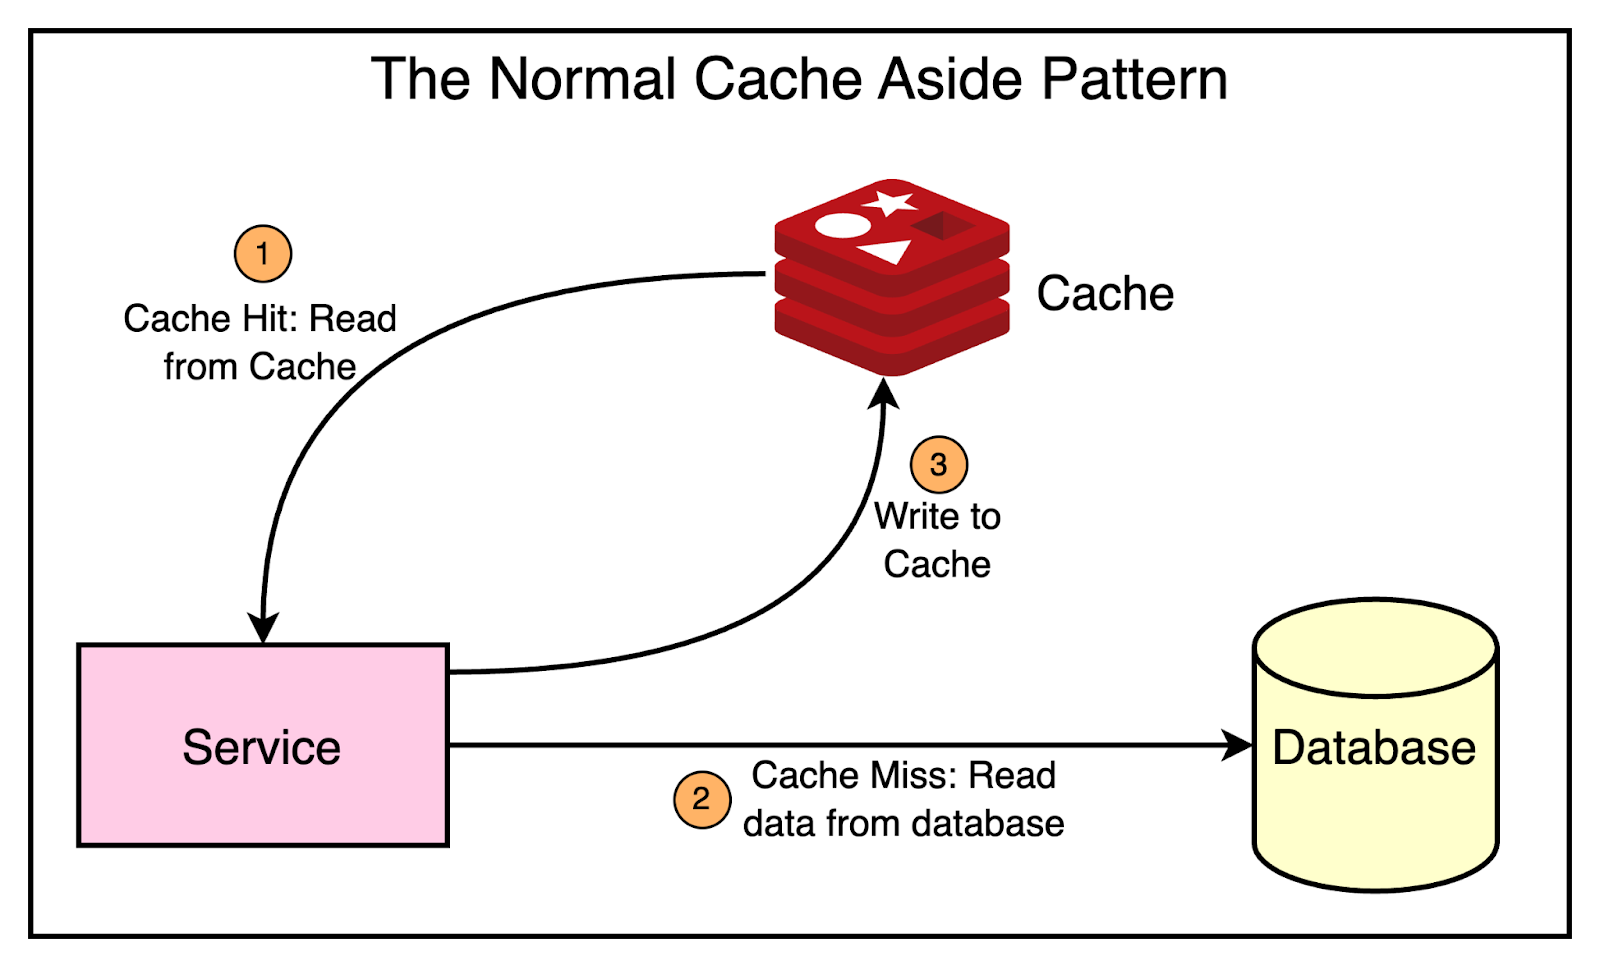 The Normal Cache Aside Pattern
1
Cache Hit: Read
from Cache
Cache
3
Write to
Cache
Service
Database
2
Cache Miss: Read
data from database